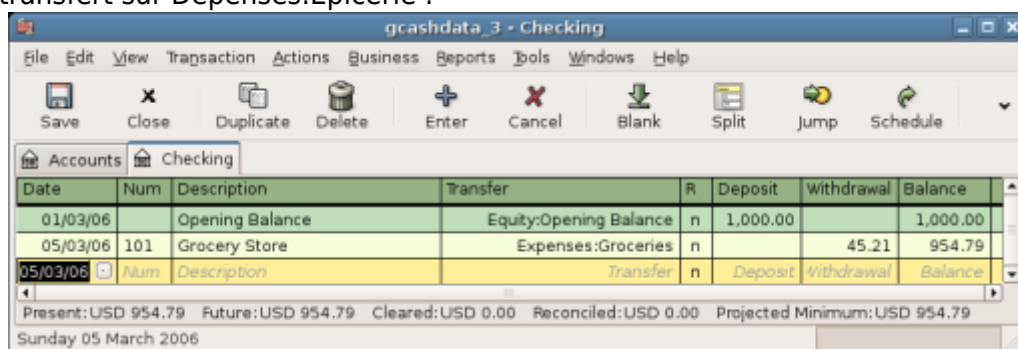 transfert sur Dépenses:Épicerie :
gcashdata_3 - Checking
File Edit View Transaction Actions Business Reports Tools Windows Help
Save Close Duplicate Delete Enter Cancel Blank Split Jump Schedule
Accounts Checking
Date Num Description Transfer R Deposit Withdrawal Balance
01/03/06 Opening Balance Equity:Opening Balance n 1,000.00 1,000.00
05/03/06 101 Grocery Store Expenses:Groceries n 45.21 954.79
05/03/06 Num Description Transfer n Deposit Withdrawal Balance
Present:USD 954.79 Future:USD 954.79 Cleared:USD 0.00 Reconciled:USD 0.00 Projected Minimum:USD 954.79
Sunday 05 March 2006